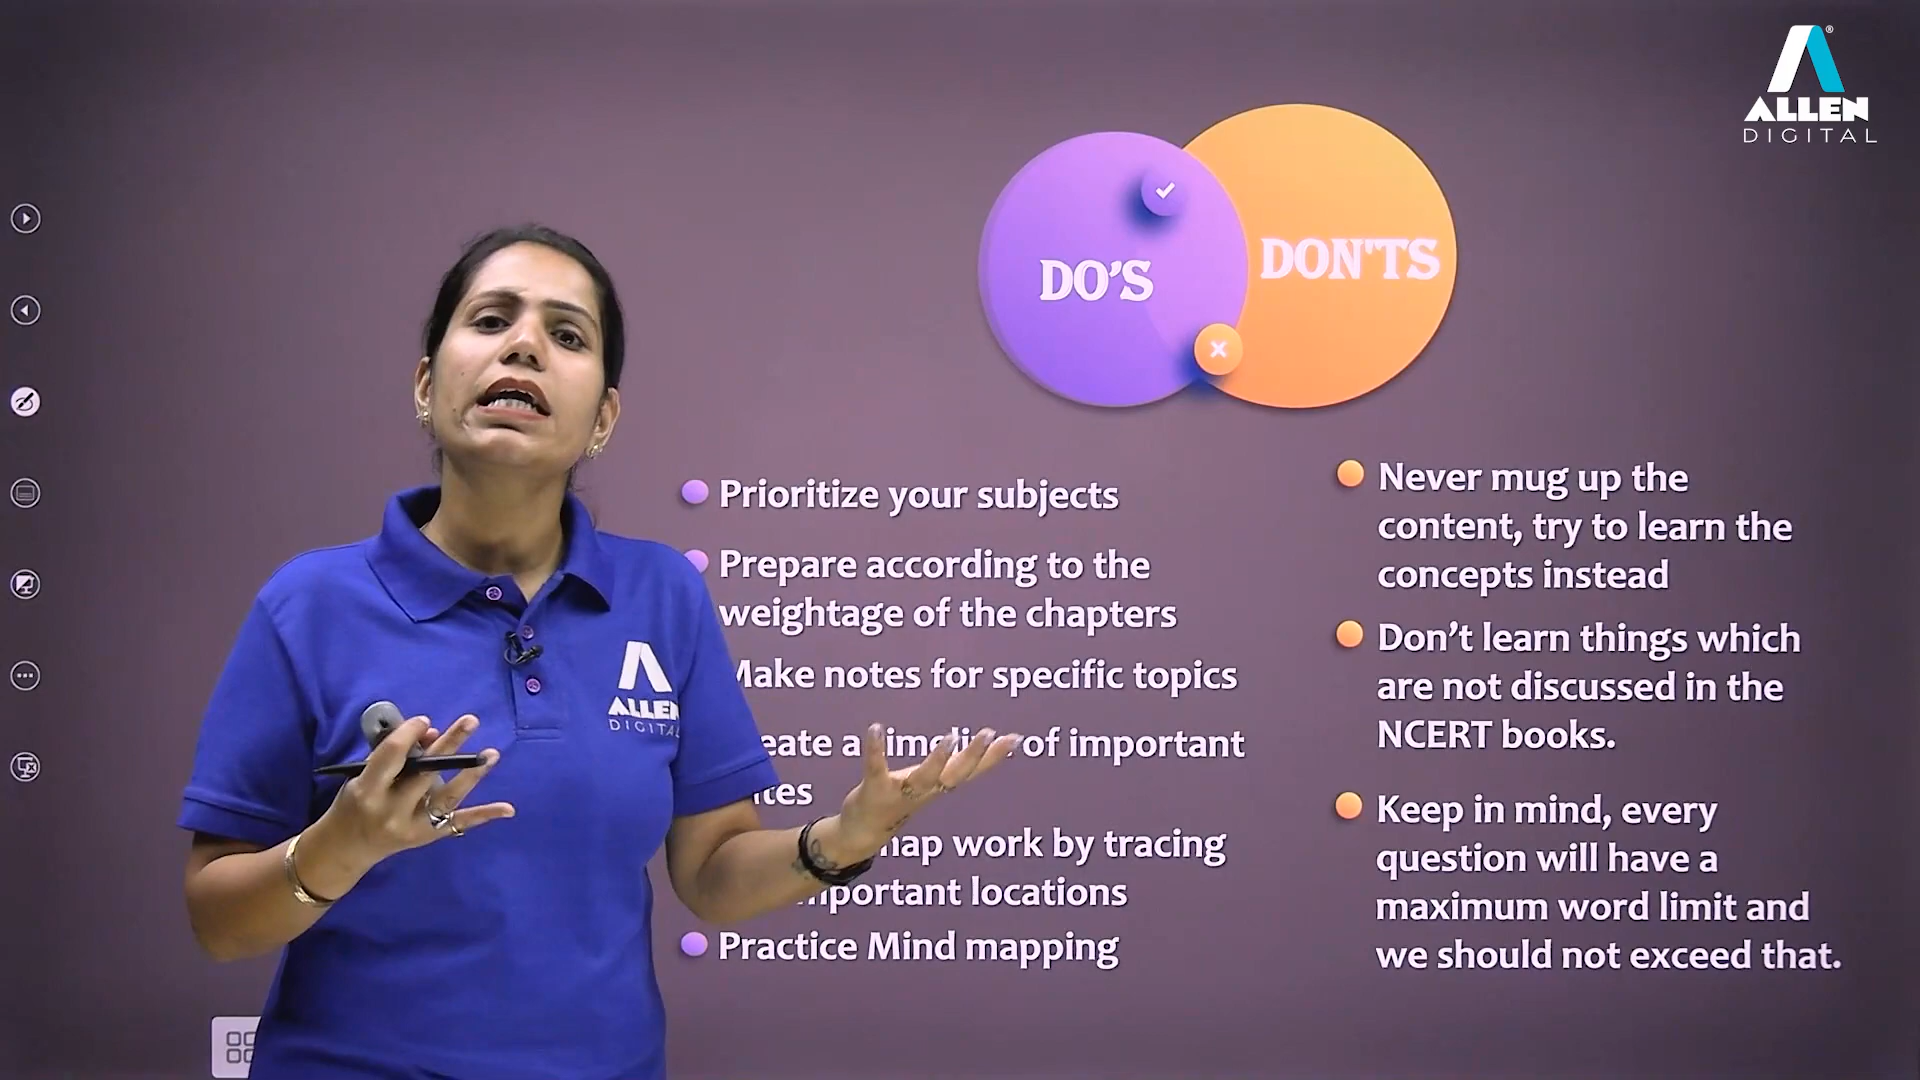 ALLEN
DIGITAL
DO'S
DON'TS
Prioritize your subjects
Prepare according to the
weightage of the chapters
Make notes for specific topics
a timeline of important
map work by tracing
important locations
Practice Mind mapping
Never mug up the
content, try to learn the
concepts instead
Don't learn things which
are not discussed in the
NCERT books.
Keep in mind, every
question will have a
maximum word limit and
we should not exceed that.
ALLEN
DIGITAL